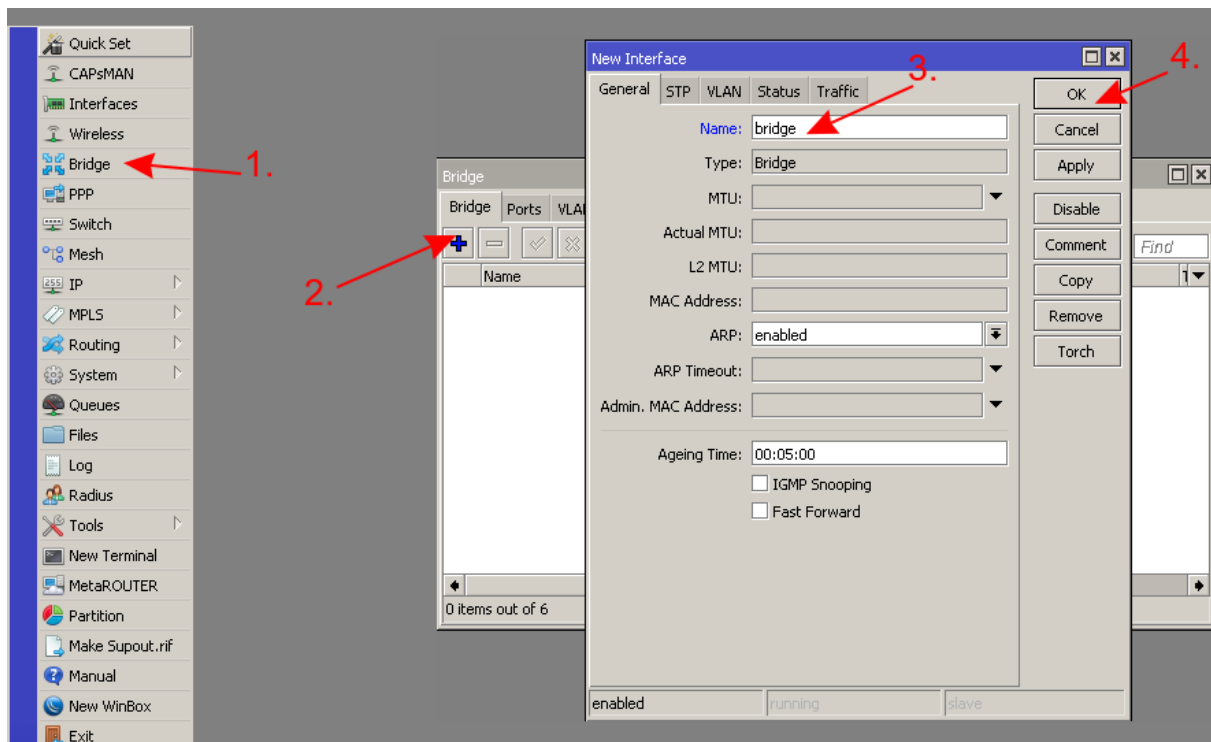 Quick Set
CAPsMAN
Interfaces
Wireless
Bridge
PPP
Switch
Mesh
255 IP
MPLS
Routing
System
Queues
Files
Log
Radius
Tools
New Terminal
MetaROUTER
Partition
Make Supout.rif
Manual
New WinBox
Exit
1.
2.
Bridge
Bridge Ports
Name
Find
0 items out of 6
New Interface
3.
4.
General STP VLAN Status Traffic
Name: bridge
Type: Bridge
MTU:
Actual MTU:
L2 MTU:
MAC Address:
ARP: enabled
ARP Timeout:
Admin. MAC Address:
Ageing Time: 00:05:00
IGMP Snooping
Fast Forward
OK
Cancel
Apply
Disable
Comment
Copy
Remove
Torch
enabled running slave